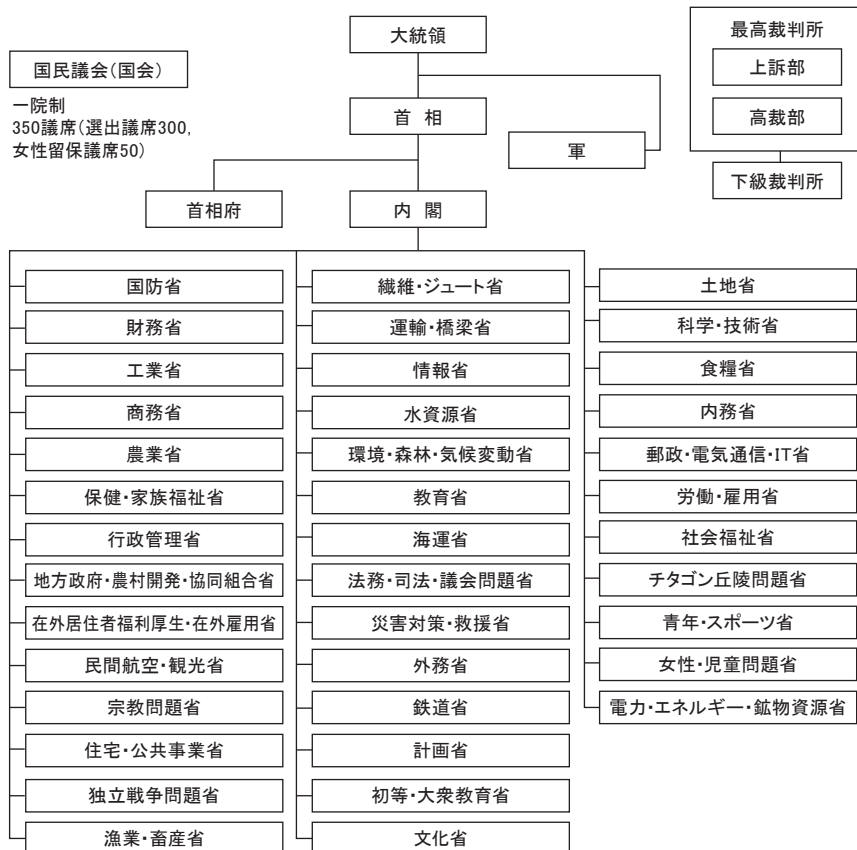 大統領
国民議会(国会)
一院制
350議席(選出議席300,
女性留保議席50)
首 相
軍
最高裁判所
上訴部
高裁部
下級裁判所
首相府
内 閣
国防省
財務省
工業省
商務省
農業省
保健・家族福祉省
行政管理省
地方政府・農村開発・協同組合省
在外居住者福利厚生・在外雇用省
民間航空・観光省
宗教問題省
住宅・公共事業省
独立戦争問題省
漁業・畜産省
繊維・ジュート省
運輸・橋梁省
情報省
水資源省
環境・森林・気候変動省
教育省
海運省
法務・司法・議会問題省
災害対策・救援省
外務省
鉄道省
計画省
初等・大衆教育省
文化省
土地省
科学・技術省
食糧省
内務省
郵政・電気通信・IT省
労働・雇用省
社会福祉省
チタゴン丘陵問題省
青年・スポーツ省
女性・児童問題省
電力・エネルギー・鉱物資源省